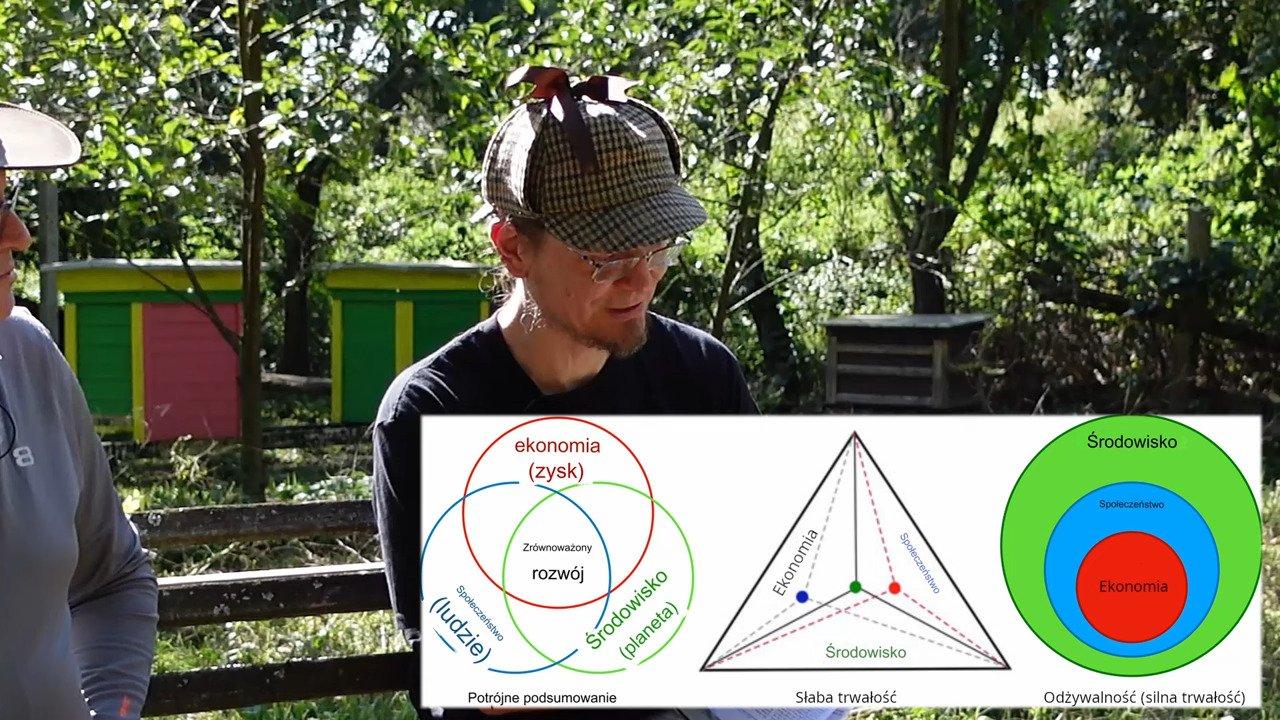 ekonomia
(zysk)
Zrównoważony
rozwój
Społeczeństwo
(ludzie)
Środowisko
(planeta)
Potrójne podsumowanie
Ekonomia
Społeczeństwo
Środowisko
Słaba trwałość
Środowisko
Społeczeństwo
Ekonomia
Odżywalność (silna trwałość)